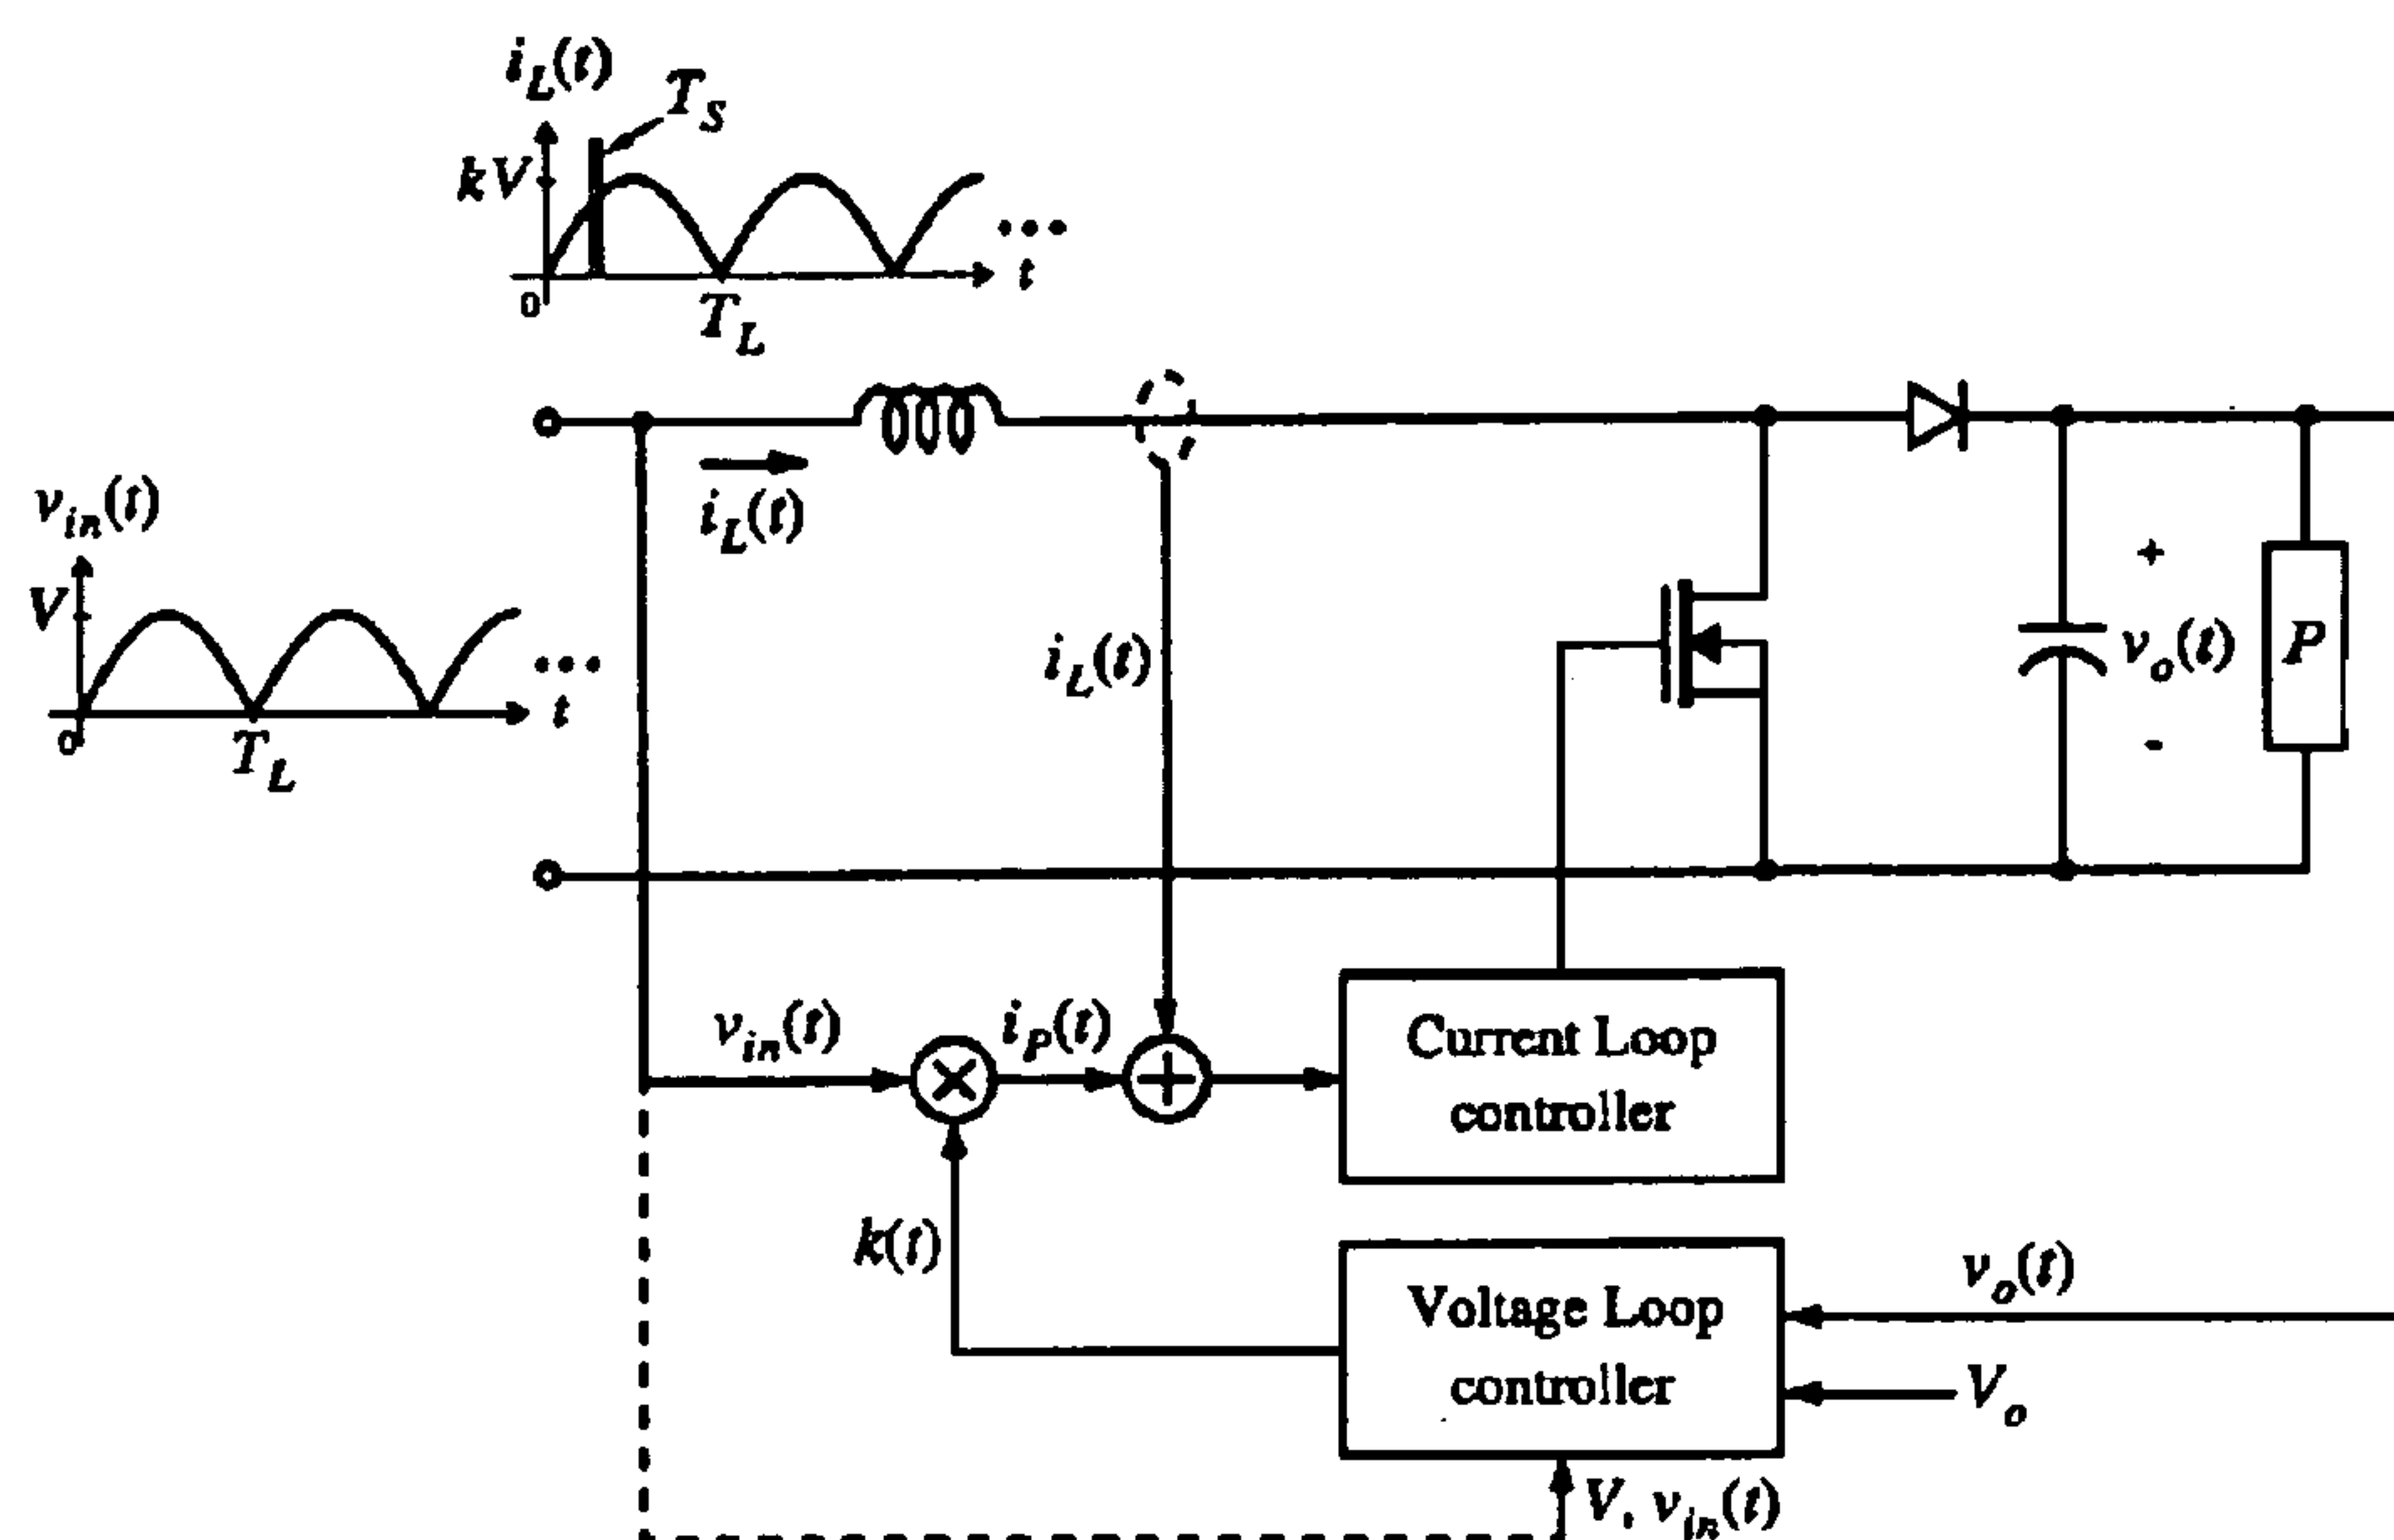 i_L(t)
T_S
kV
0
T_L
t
v_in(t)
V
0
T_L
t
i_L(t)
i_L(t)
+
v_o(t)
-
P
v_in(t)
i_P(t)
Current Loop
controller
k(t)
Voltage Loop
controller
v_o(t)
V_o
V, v_in(t)